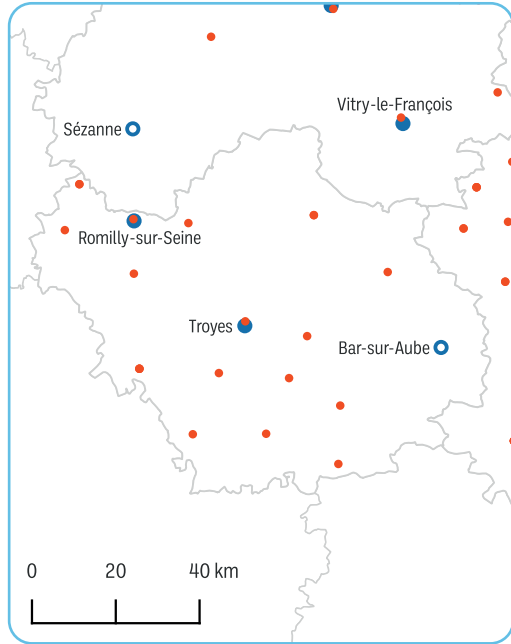 Vitry-le-François
Sézanne
Romilly-sur-Seine
Troyes
Bar-sur-Aube
0 20 40 km